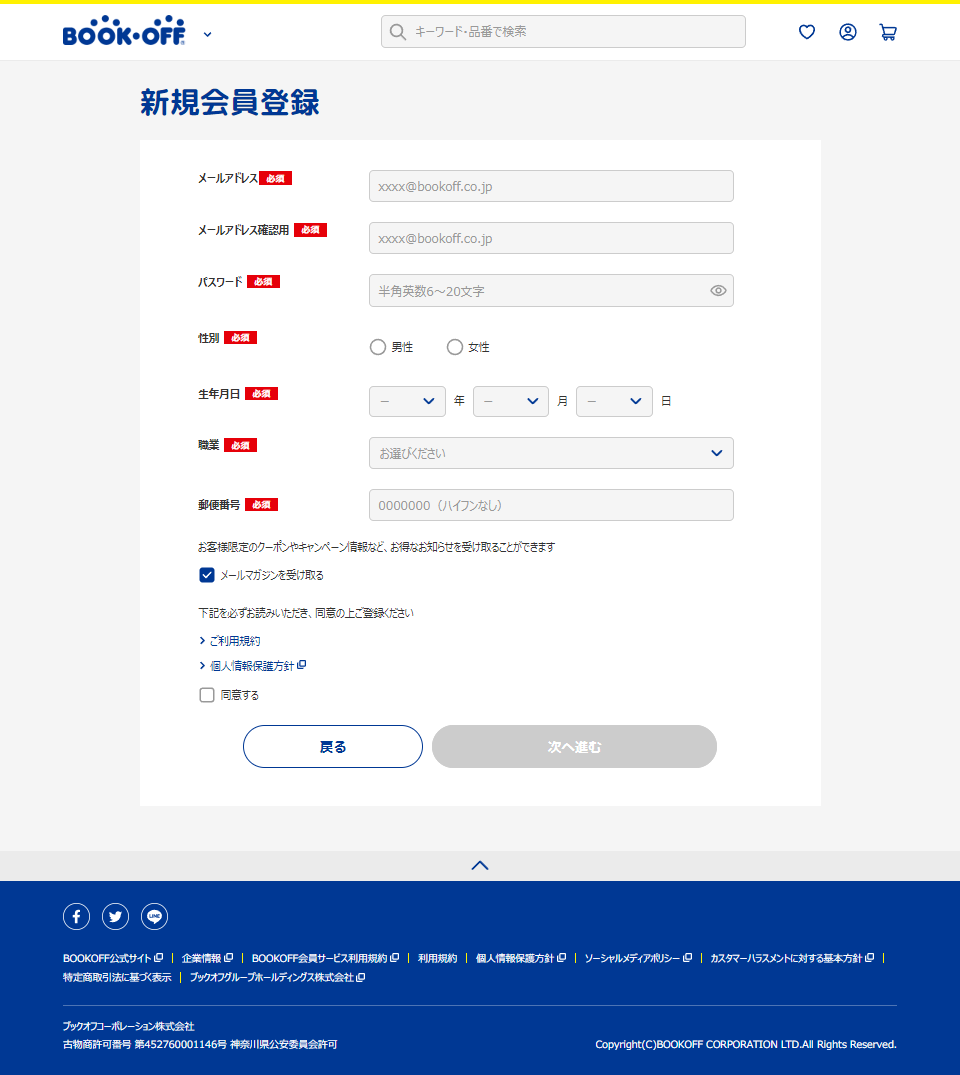 BOOK・OFF
キーワード・品番で検索
新規会員登録
メールアドレス 必須
xxxx@bookoff.co.jp
メールアドレス確認用 必須
xxxx@bookoff.co.jp
パスワード 必須
半角英数6〜20文字
性別 必須
男性 女性
生年月日 必須
― 年 ― 月 ― 日
職業 必須
お選びください
郵便番号 必須
0000000（ハイフンなし）
お客様限定のクーポンやキャンペーン情報など、お得なお知らせを受け取ることができます
メールマガジンを受け取る
下記を必ずお読みいただき、同意の上ご登録ください
ご利用規約
個人情報保護方針
同意する
戻る 次へ進む
LINE
BOOKOFF公式サイト | 企業情報 | BOOKOFF会員サービス利用規約 | 利用規約 | 個人情報保護方針 | ソーシャルメディアポリシー | カスタマーハラスメントに対する基本方針 |
特定商取引法に基づく表示 | ブックオフグループホールディングス株式会社
ブックオフコーポレーション株式会社
古物商許可番号 第452760001146号 神奈川県公安委員会許可
Copyright(C)BOOKOFF CORPORATION LTD.All Rights Reserved.